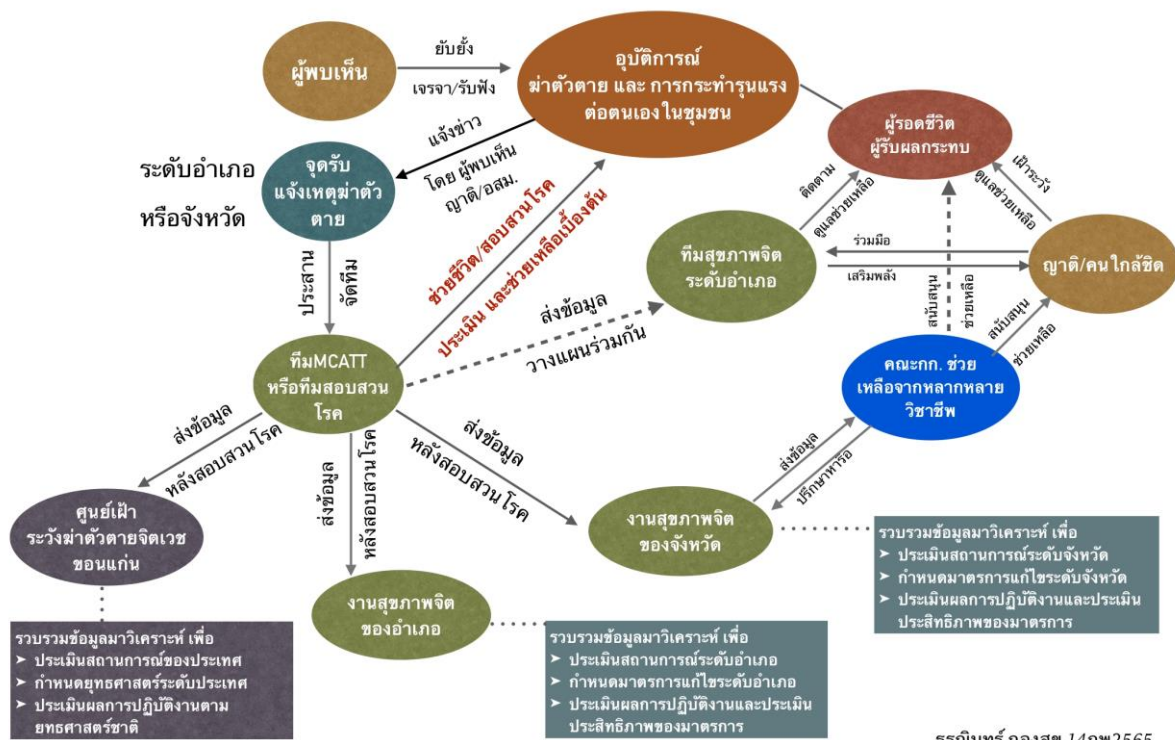 ผู้พบเห็น
ยับยั้ง
เจรจา/รับฟัง
อุบัติการณ์
ฆ่าตัวตาย และ การกระทำรุนแรง
ต่อตนเองในชุมชน
ผู้รอดชีวิต
ผู้รับผลกระทบ
แจ้งข่าว
โดย ผู้พบเห็น
ญาติ/อสม.
ระดับอำเภอ
หรือจังหวัด
จุดรับ
แจ้งเหตุฆ่าตัว
ตาย
ช่วยชีวิต/สอบสวนโรค
ประเมิน และช่วยเหลือเบื้องต้น
ติดตาม
ดูแลช่วยเหลือ
เฝ้าระวัง
ดูแลช่วยเหลือ
ทีมสุขภาพจิต
ระดับอำเภอ
ร่วมมือ
เสริมพลัง
ญาติ/คนใกล้ชิด
ประสาน
จัดทีม
ส่งข้อมูล
วางแผนร่วมกัน
สนับสนุน
ช่วยเหลือ
สนับสนุน
ช่วยเหลือ
ทีมMCATT
หรือทีมสอบสวน
โรค
คณะกก. ช่วย
เหลือจากหลากหลาย
วิชาชีพ
ส่งข้อมูล
หลังสอบสวนโรค
ส่งข้อมูล
หลังสอบสวนโรค
ส่งข้อมูล
หลังสอบสวนโรค
ส่งข้อมูล
ปรึกษาหารือ
ศูนย์เฝ้า
ระวังฆ่าตัวตายจิตเวช
ขอนแก่น
งานสุขภาพจิต
ของอำเภอ
งานสุขภาพจิต
ของจังหวัด
รวบรวมข้อมูลมาวิเคราะห์ เพื่อ
➤ ประเมินสถานการณ์ระดับจังหวัด
➤ กำหนดมาตรการแก้ไขระดับจังหวัด
➤ ประเมินผลการปฏิบัติงานและประเมิน
ประสิทธิภาพของมาตรการ
รวบรวมข้อมูลมาวิเคราะห์ เพื่อ
➤ ประเมินสถานการณ์ของประเทศ
➤ กำหนดยุทธศาสตร์ระดับประเทศ
➤ ประเมินผลการปฏิบัติงานตาม
ยุทธศาสตร์ชาติ
รวบรวมข้อมูลมาวิเคราะห์ เพื่อ
➤ ประเมินสถานการณ์ระดับอำเภอ
➤ กำหนดมาตรการแก้ไขระดับอำเภอ
➤ ประเมินผลการปฏิบัติงานและประเมิน
ประสิทธิภาพของมาตรการ
14กพ2565